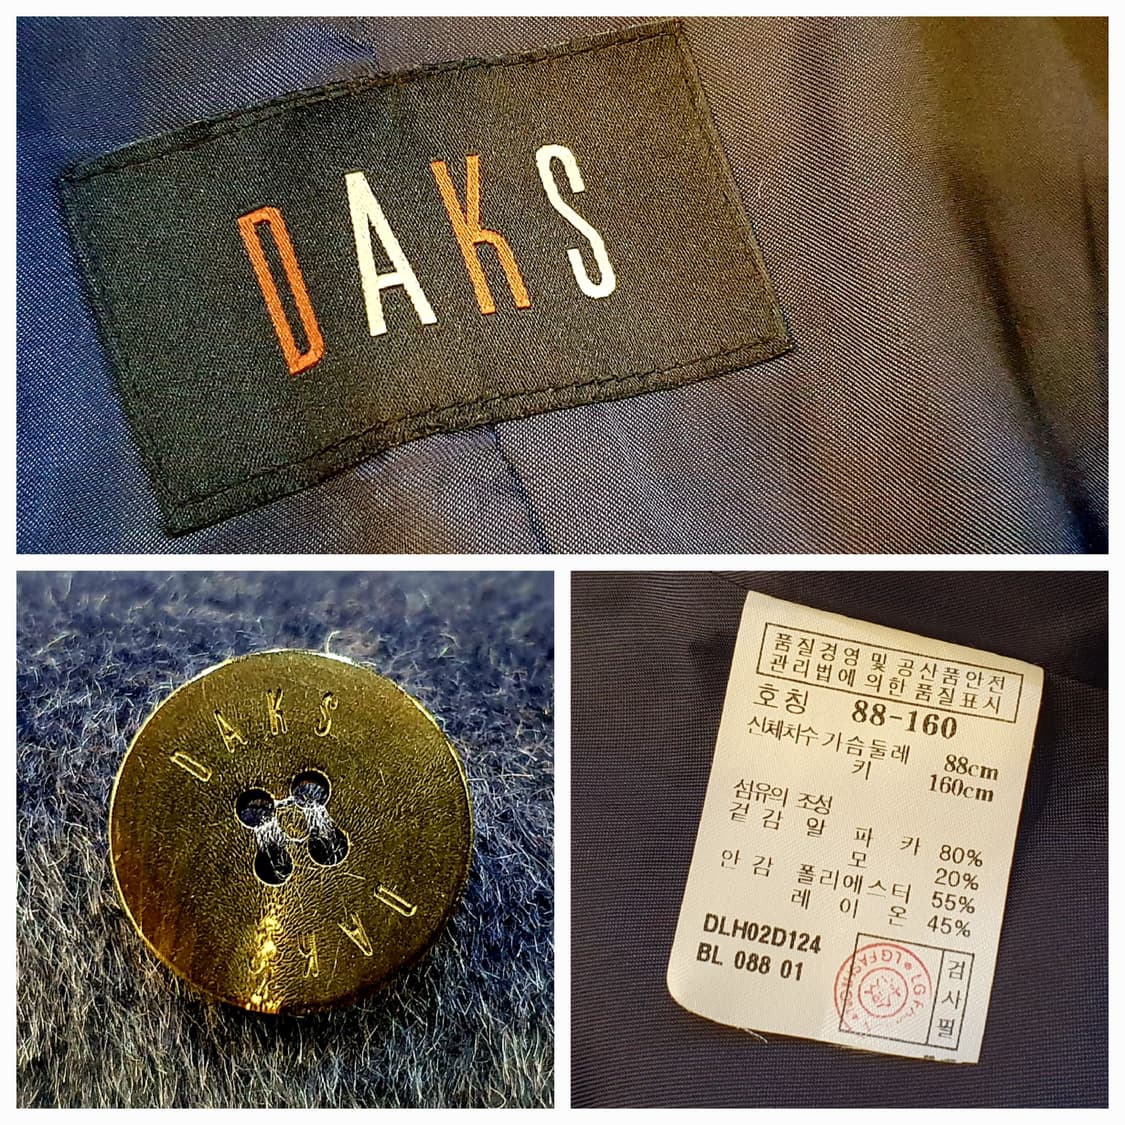 DAKS
DAKS
DAKS
품질경영 및 공산품안전
관리법에 의한 품질표시
호칭 88-160
신체치수 가슴둘레 88cm
키 160cm
섬유의 조성
겉감 알파카 80%
모 20%
안감 폴리에스터 55%
레이온 45%
DLH02D124
BL 088 01
검사필
LGFASHION